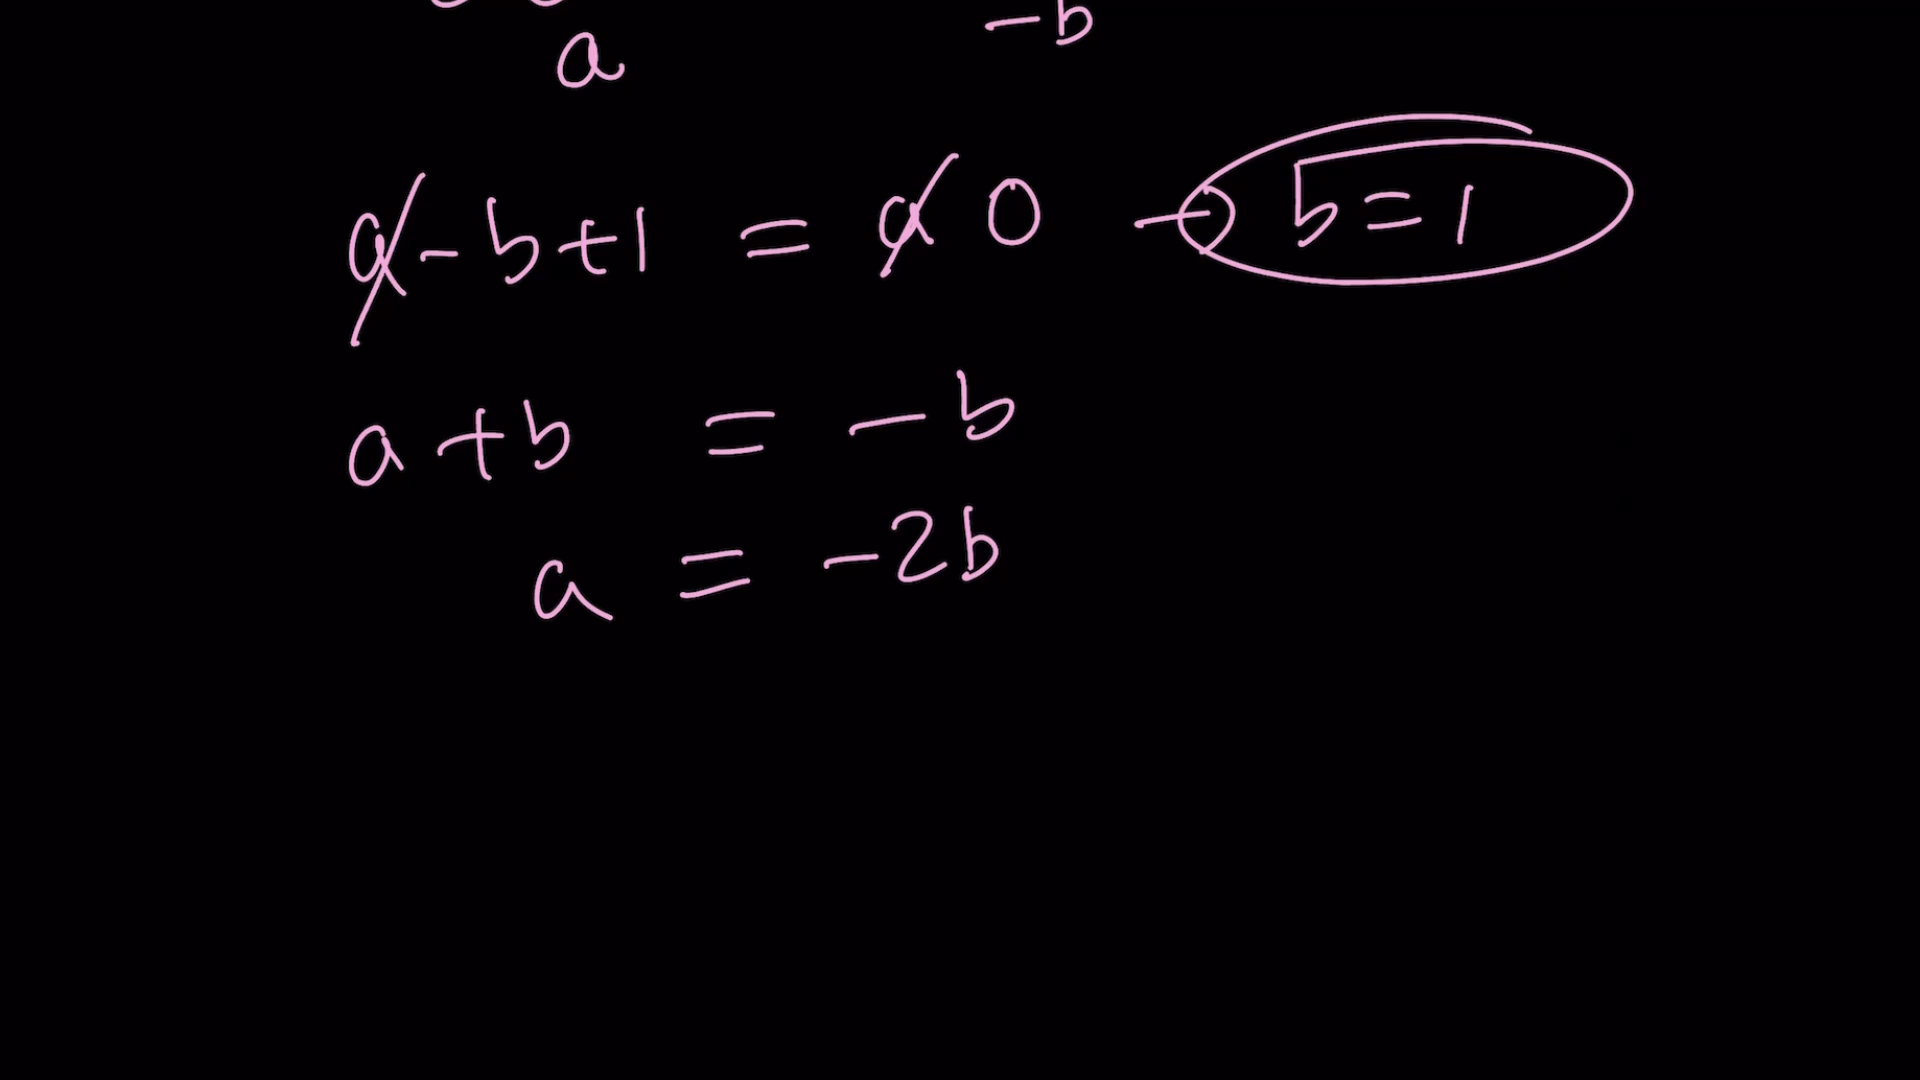 a -b
a - b + 1 = a 0 → b = 1
a + b = - b
a = - 2b